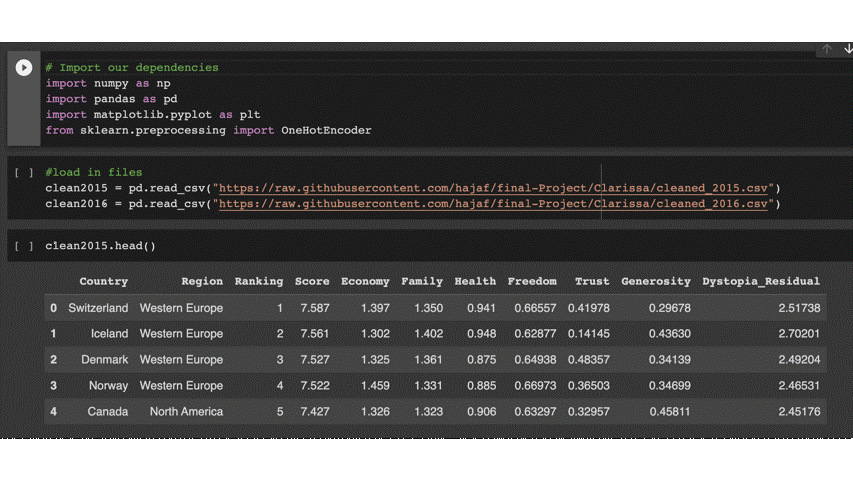 # Import our dependencies
import numpy as np
import pandas as pd
import matplotlib.pyplot as plt
from sklearn.preprocessing import OneHotEncoder
[ ] #load in files
clean2015 = pd.read_csv("https://raw.githubusercontent.com/hajaf/final-Project/Clarissa/cleaned_2015.csv")
clean2016 = pd.read_csv("https://raw.githubusercontent.com/hajaf/final-Project/Clarissa/cleaned_2016.csv")
[ ] clean2015.head()
Country Region Ranking Score Economy Family Health Freedom Trust Generosity Dystopia_Residual
0 Switzerland Western Europe 1 7.587 1.397 1.350 0.941 0.66557 0.41978 0.29678 2.51738
1 Iceland Western Europe 2 7.561 1.302 1.402 0.948 0.62877 0.14145 0.43630 2.70201
2 Denmark Western Europe 3 7.527 1.325 1.361 0.875 0.64938 0.48357 0.34139 2.49204
3 Norway Western Europe 4 7.522 1.459 1.331 0.885 0.66973 0.36503 0.34699 2.46531
4 Canada North America 5 7.427 1.326 1.323 0.906 0.63297 0.32957 0.45811 2.45176